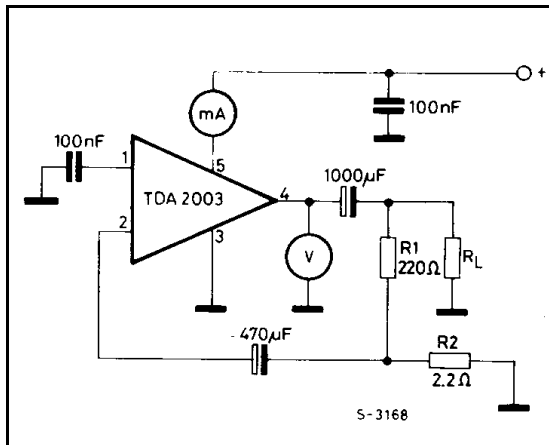 +
mA
100nF
100nF
1
5
1000µF
TDA 2003
4
2
3
V
R1
220Ω
RL
470µF
R2
2.2Ω
S-3168